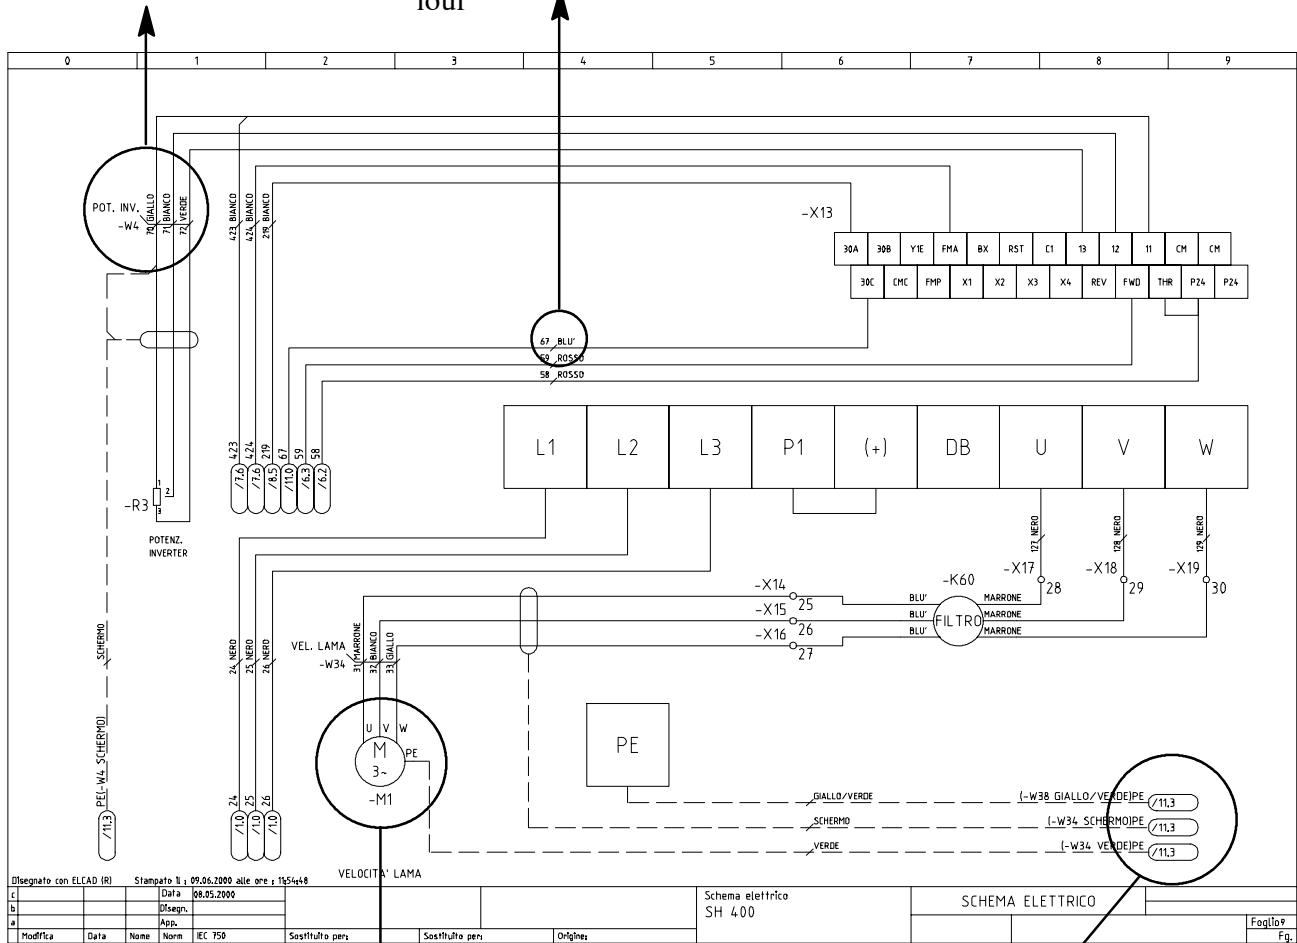 0 1 2 3 4 5 6 7 8 9
POT. INV.
-W4
70 GIALLO
71 BIANCO
72 VERDE
423 BIANCO
424 BIANCO
219 BIANCO
-X13
30A 30B Y1E FMA BX RST C1 13 12 11 CM CM
30C CMC FMP X1 X2 X3 X4 REV FWD THR P24 P24
67 BLU'
59 ROSSO
58 ROSSO
423 424 219 67 59 58
/7.6 /7.6 /8.5 /11.0 /6.3 /6.2
L1 L2 L3 P1 (+) DB U V W
-R3
1
2
3
POTENZ.
INVERTER
127 NERO
128 NERO
129 NERO
-X17 28
-X18 29
-X19 30
-X14 25
-X15 26
-X16 27
-K60
FILTRO
BLU' MARRONE
BLU' MARRONE
BLU' MARRONE
SCHERMO
24 NERO
25 NERO
26 NERO
VEL. LAMA
-W34
31 MARRONE
32 BIANCO
33 GIALLO
U V W
M
3~
PE
-M1
VELOCITA' LAMA
PE
PE(-W4 SCHERMO)
/11.3
24 25 26
/1.0 /1.0 /1.0
GIALLO/VERDE (-W38 GIALLO/VERDE)PE /11.3
SCHERMO (-W34 SCHERMO)PE /11.3
VERDE (-W34 VERDE)PE /11.3
Disegnato con ELCAD (R) Stampato il : 09.06.2000 alle ore : 11:54:48
c Data 08.05.2000
b Disegn.
a App.
Modifica Data Nome Norm IEC 750 Sostituito per: Sostituito per: Origine:
Schema elettrico
SH 400
SCHEMA ELETTRICO
Foglio 9
Fg.